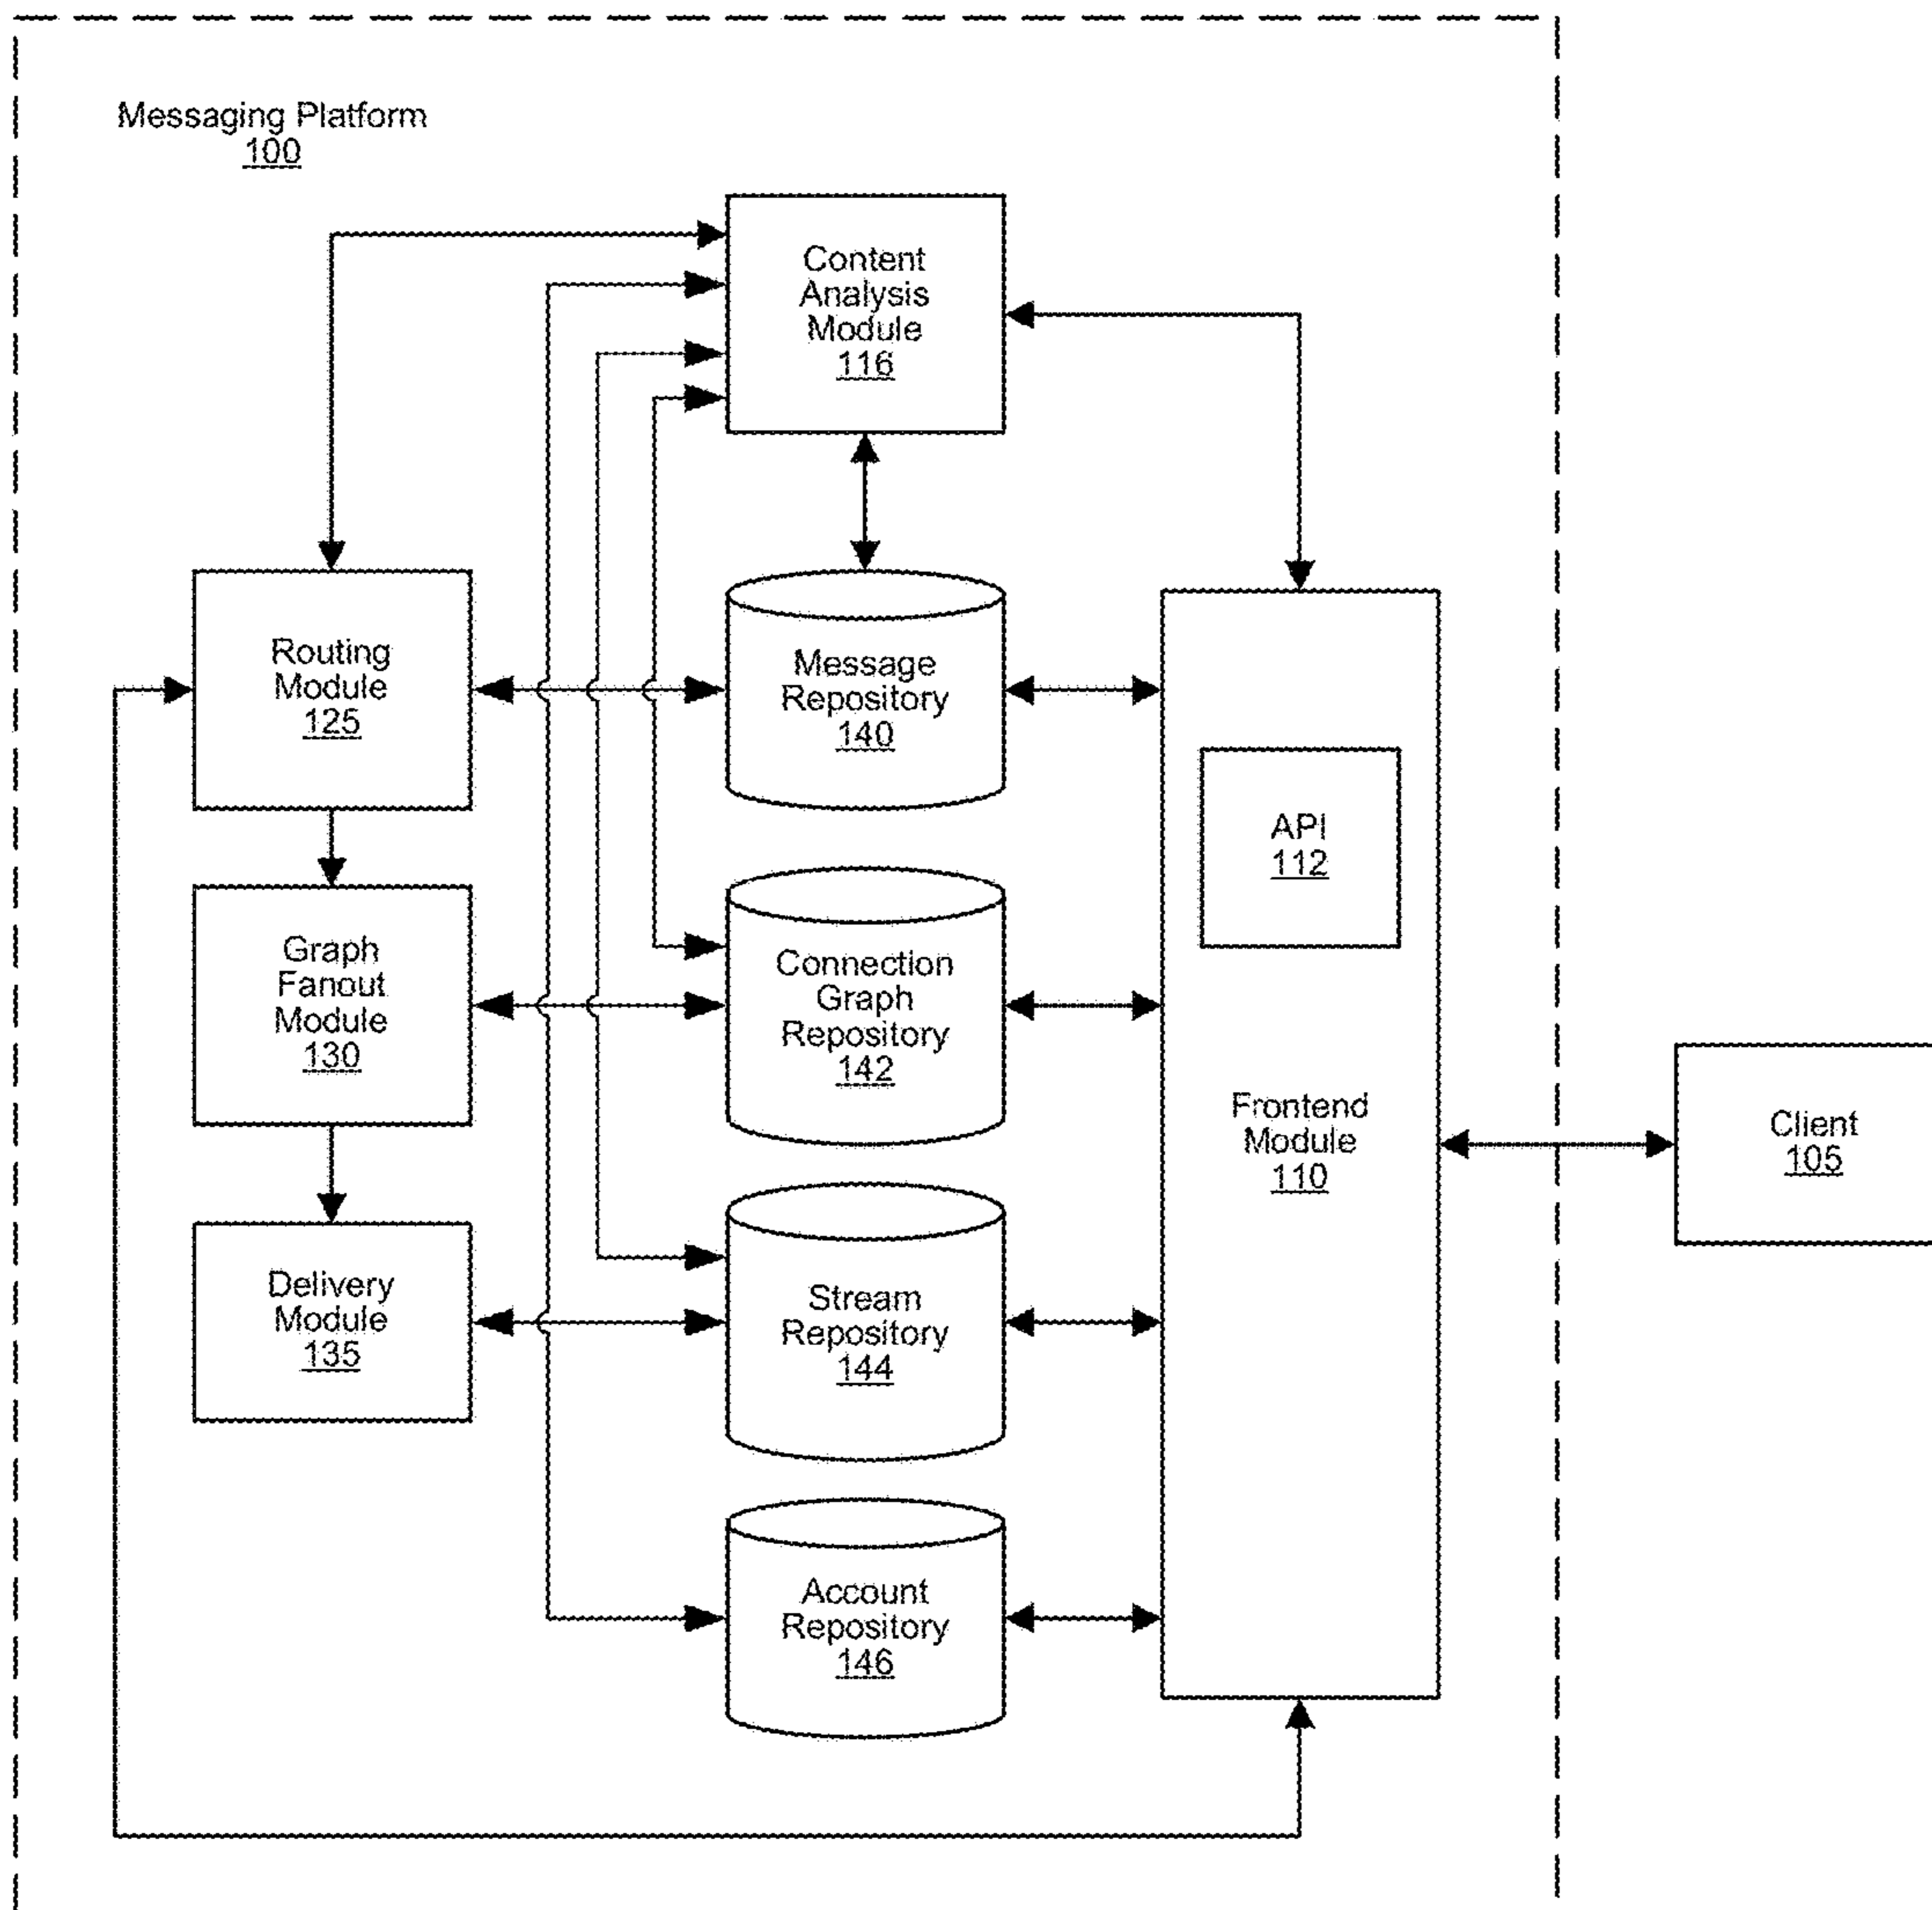 Messaging Platform
100
Content
Analysis
Module
116
Routing
Module
125
Message
Repository
140
API
112
Graph
Fanout
Module
130
Connection
Graph
Repository
142
Frontend
Module
110
Client
105
Delivery
Module
135
Stream
Repository
144
Account
Repository
146